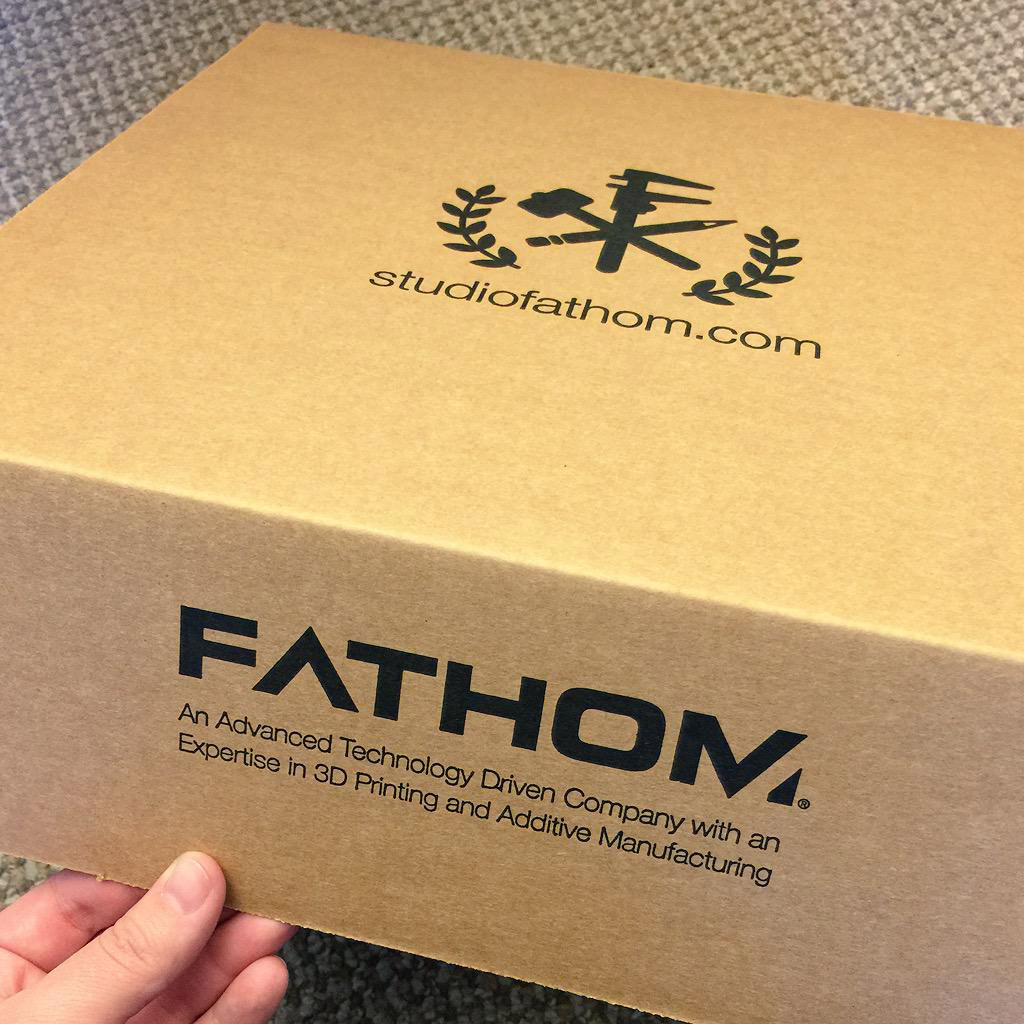 studiofathom.com
FATHOM®
An Advanced Technology Driven Company with an
Expertise in 3D Printing and Additive Manufacturing